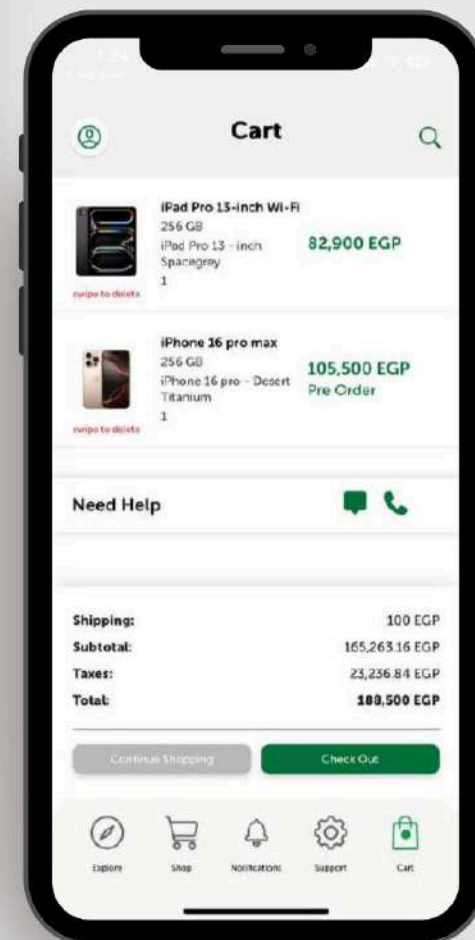 Cart
iPad Pro 13-inch Wi-Fi
256 GB
iPad Pro 13 - inch
Spacegrey
1
82,900 EGP
swipe to delete
iPhone 16 pro max
256 GB
iPhone 16 pro - Desert
Titanium
1
105,500 EGP
Pre Order
swipe to delete
Need Help
Shipping: 100 EGP
Subtotal: 165,263.16 EGP
Taxes: 23,236.84 EGP
Total: 188,500 EGP
Continue Shopping Check Out
Explore Shop Notifications Support Cart